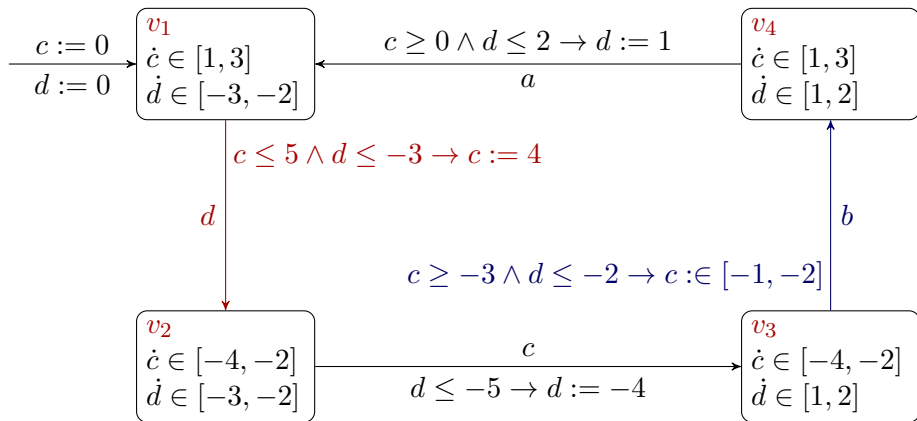 v₁
c := 0
ċ ∈ [1, 3]
d := 0
ḋ ∈ [−3, −2]
c ≥ 0 ∧ d ≤ 2 → d := 1
a
v₄
ċ ∈ [1, 3]
ḋ ∈ [1, 2]
c ≤ 5 ∧ d ≤ −3 → c := 4
d
b
c ≥ −3 ∧ d ≤ −2 → c :∈ [−1, −2]
v₂
ċ ∈ [−4, −2]
ḋ ∈ [−3, −2]
c
d ≤ −5 → d := −4
v₃
ċ ∈ [−4, −2]
ḋ ∈ [1, 2]